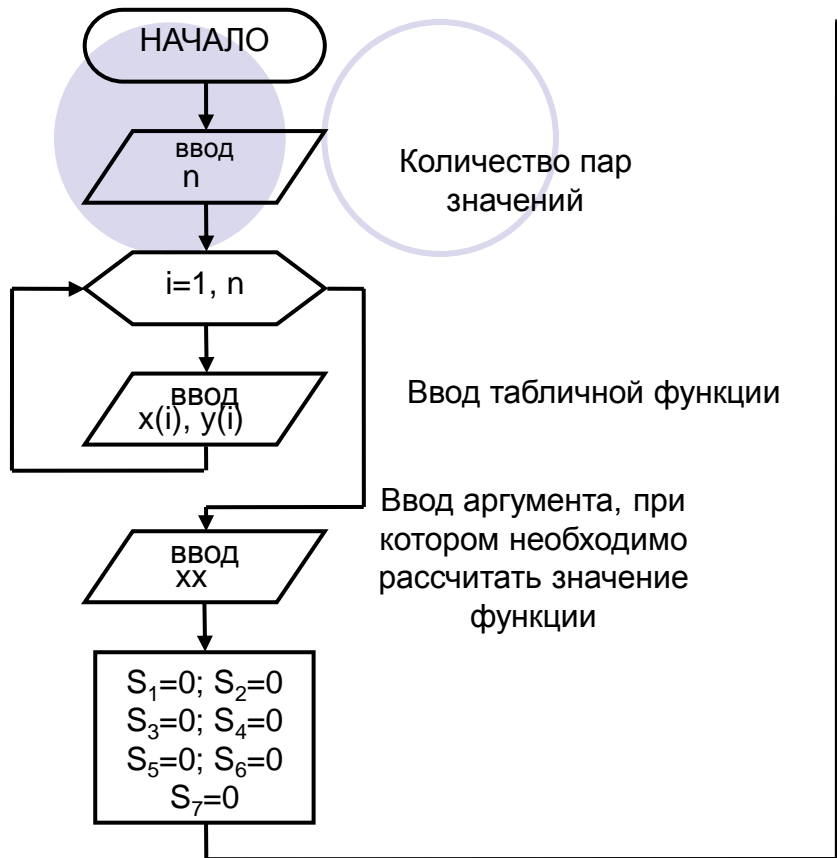 НАЧАЛО
ввод
n
Количество пар
значений
i=1, n
ввод
x(i), y(i)
Ввод табличной функции
Ввод аргумента, при
котором необходимо
рассчитать значение
функции
ввод
xx
S₁=0; S₂=0
S₃=0; S₄=0
S₅=0; S₆=0
S₇=0